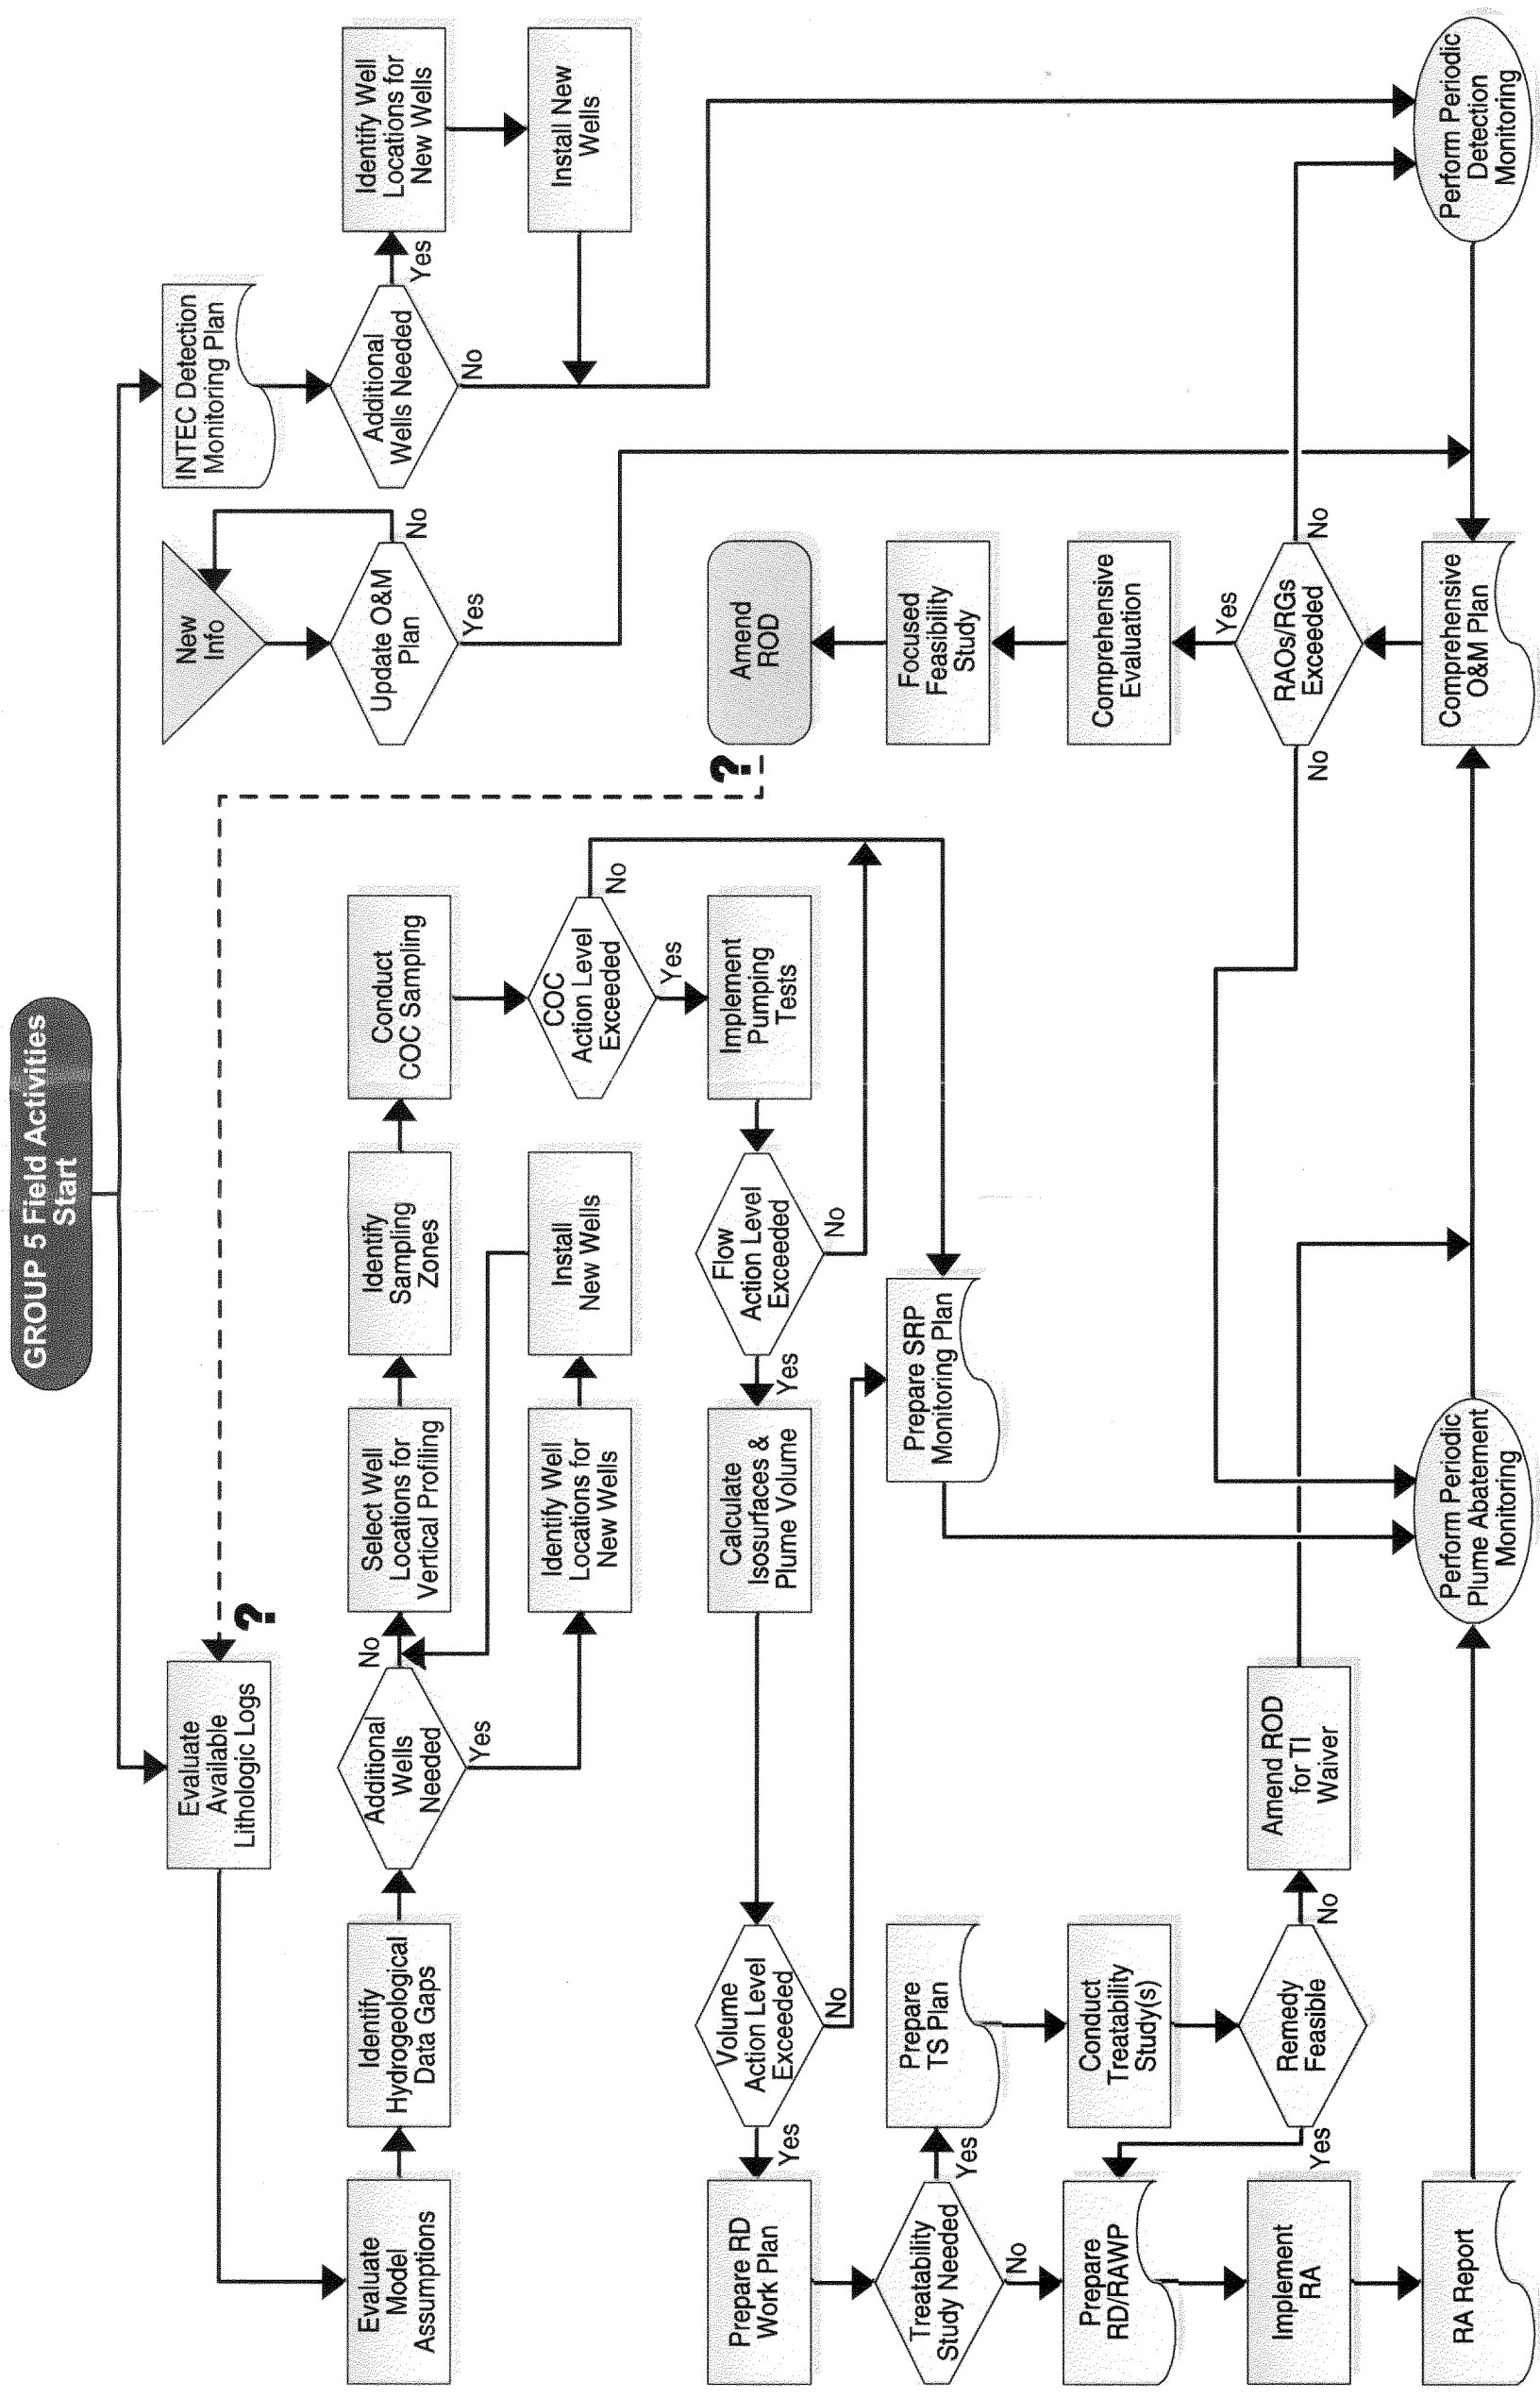 GROUP 5 Field Activities
Start
Evaluate
Available
Lithologic Logs
?
New
Info
INTEC Detection
Monitoring Plan
Evaluate
Model
Assumptions
Identify
Hydrogeological
Data Gaps
Additional
Wells
Needed
No
Yes
Select Well
Locations for
Vertical Profiling
Identify
Sampling
Zones
Conduct
COC Sampling
Update O&M
Plan
No
Yes
Additional
Wells Needed
Yes
No
Identify Well
Locations for
New Wells
Identify Well
Locations for
New Wells
Install
New Wells
COC
Action Level
Exceeded
No
Yes
Install New
Wells
Prepare RD
Work Plan
Yes
Volume
Action Level
Exceeded
No
Calculate
Isosurfaces &
Plume Volume
Yes
Flow
Action Level
Exceeded
No
Implement
Pumping
Tests
?
Amend
ROD
Treatability
Study Needed
Yes
No
Prepare
TS Plan
Prepare SRP
Monitoring Plan
Focused
Feasibility
Study
Prepare
RD/RAWP
Conduct
Treatability
Study(s)
Comprehensive
Evaluation
Implement
RA
Yes
Remedy
Feasible
No
Amend ROD
for TI
Waiver
No
Yes
RAOs/RGs
Exceeded
No
RA Report
Perform Periodic
Plume Abatement
Monitoring
Comprehensive
O&M Plan
Perform Periodic
Detection
Monitoring